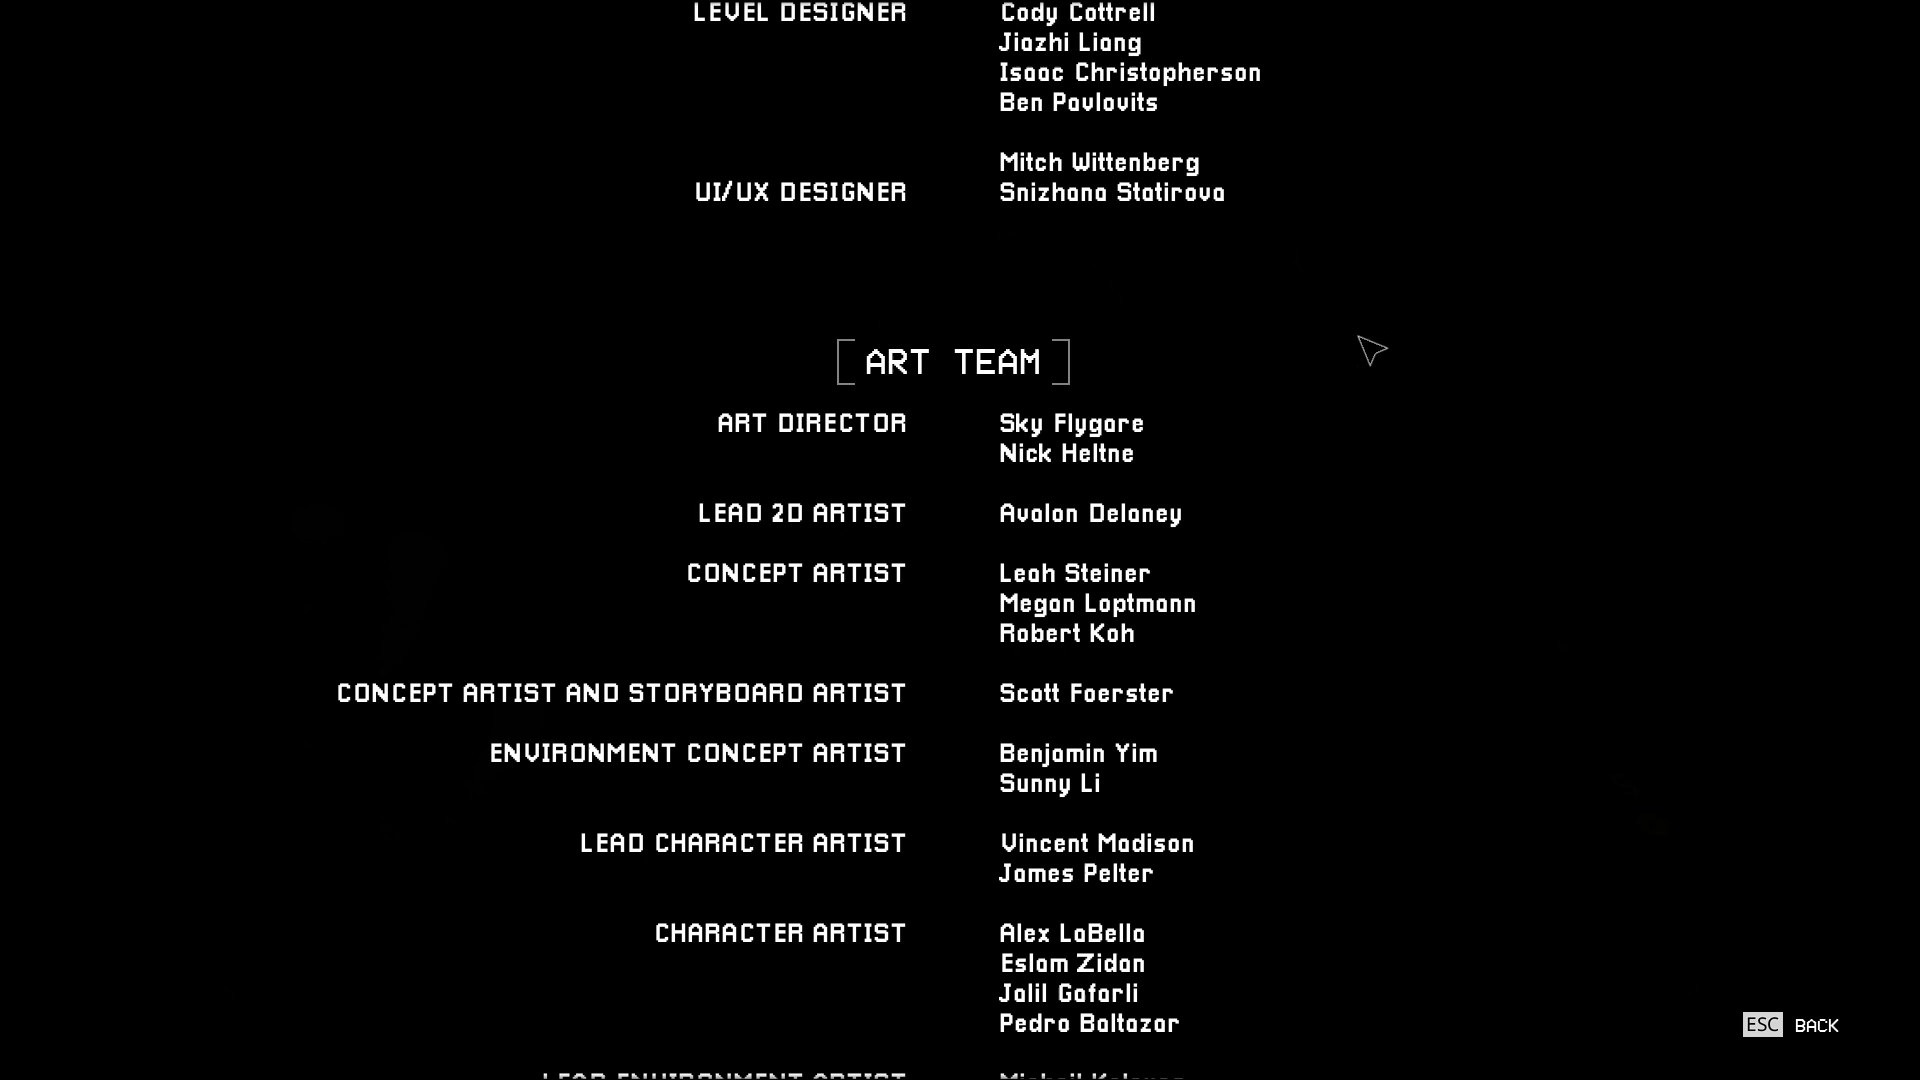 LEVEL DESIGNER Cody Cottrell
Jiazhi Liang
Isaac Christopherson
Ben Pavlovits
Mitch Wittenberg
UI/UX DESIGNER Snizhana Statirova
ART TEAM
ART DIRECTOR Sky Flygare
Nick Heltne
LEAD 2D ARTIST Avalon Delaney
CONCEPT ARTIST Leah Steiner
Megan Laptmann
Robert Koh
CONCEPT ARTIST AND STORYBOARD ARTIST Scott Foerster
ENVIRONMENT CONCEPT ARTIST Benjamin Yim
Sunny Li
LEAD CHARACTER ARTIST Vincent Madison
James Pelter
CHARACTER ARTIST Alex LaBella
Eslam Zidan
Jalil Gafarli
Pedro Baltazar
ESC BACK
LEAD ENVIRONMENT ARTIST